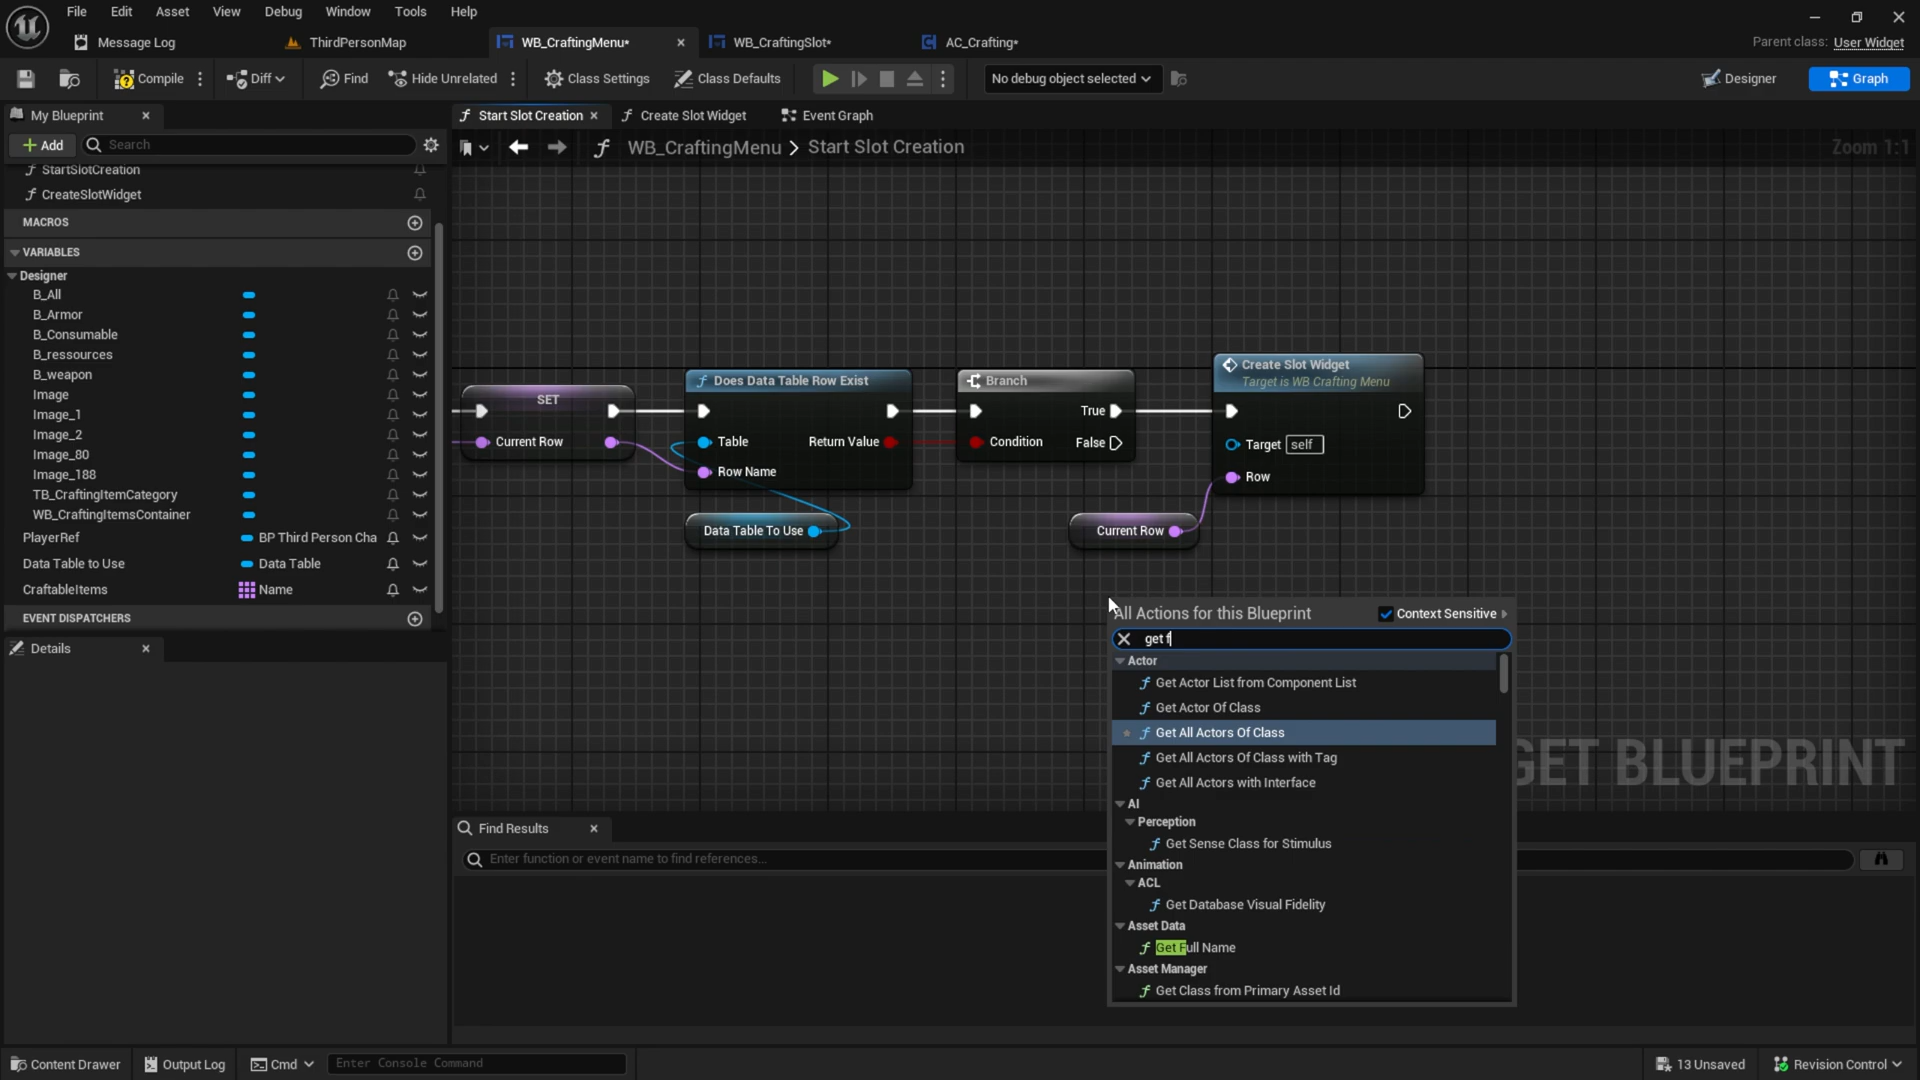 File Edit Asset View Debug Window Tools Help
Message Log ThirdPersonMap WB_CraftingMenu* WB_CraftingSlot* AC_Crafting* Parent class: User Widget
Compile Diff Find Hide Unrelated Class Settings Class Defaults No debug object selected Designer Graph
My Blueprint Start Slot Creation Create Slot Widget Event Graph
Add Search WB_CraftingMenu > Start Slot Creation Zoom 1:1
StartSlotCreation
CreateSlotWidget
MACROS
VARIABLES
Designer
B_All
B_Armor
B_Consumable
B_ressources
B_weapon
Image
Image_1
Image_2
Image_80
Image_188
TB_CraftingItemCategory
WB_CraftingItemsContainer
PlayerRef BP Third Person Cha
Data Table to Use Data Table
CraftableItems Name
EVENT DISPATCHERS
Details
SET
Current Row
Does Data Table Row Exist
Table Return Value
Row Name
Data Table To Use
Branch
True
Condition False
Create Slot Widget
Target is WB Crafting Menu
Target self
Row
Current Row
All Actions for this Blueprint Context Sensitive
get f
Actor
Get Actor List from Component List
Get Actor Of Class
Get All Actors Of Class
Get All Actors Of Class with Tag
Get All Actors with Interface
AI
Perception
Get Sense Class for Stimulus
Animation
ACL
Get Database Visual Fidelity
Asset Data
Get Full Name
Asset Manager
Get Class from Primary Asset Id
GET BLUEPRINT
Find Results
Enter function or event name to find references...
Content Drawer Output Log Cmd Enter Console Command 13 Unsaved Revision Control